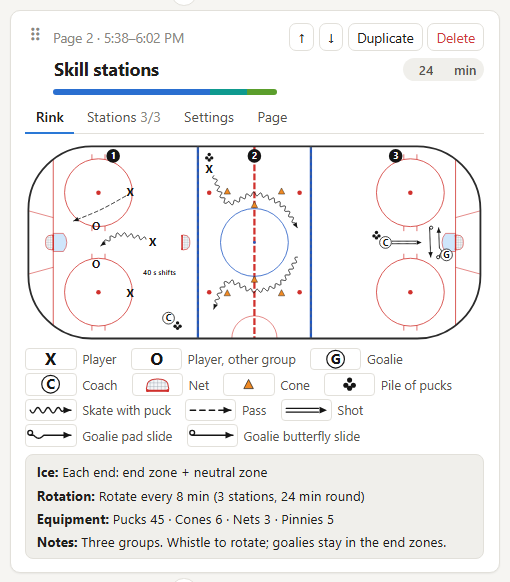 Page 2 · 5:38–6:02 PM
↑ ↓ Duplicate Delete
Skill stations
24 min
Rink Stations 3/3 Settings Page
1 2 3
X
X
O
X
O
40 s shifts
X
C
C
G
X Player O Player, other group G Goalie
C Coach Net Cone Pile of pucks
Skate with puck Pass Shot
Goalie pad slide Goalie butterfly slide
Ice: Each end: end zone + neutral zone
Rotation: Rotate every 8 min (3 stations, 24 min round)
Equipment: Pucks 45 · Cones 6 · Nets 3 · Pinnies 5
Notes: Three groups. Whistle to rotate; goalies stay in the end zones.